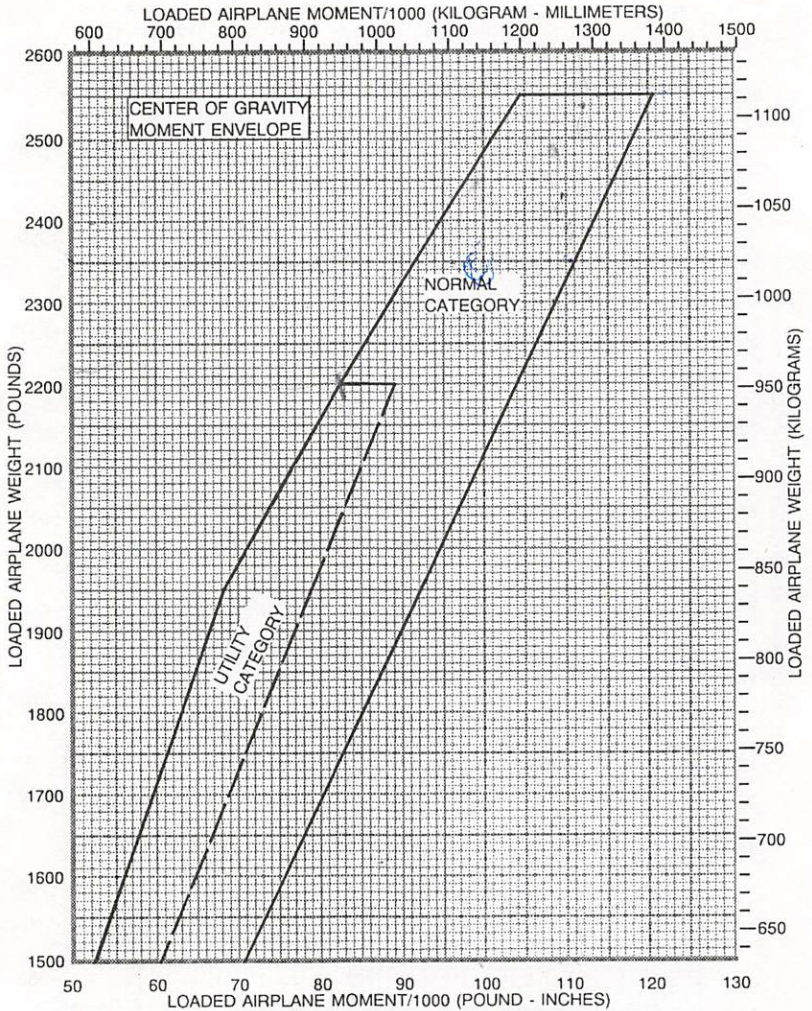 LOADED AIRPLANE MOMENT/1000 (KILOGRAM - MILLIMETERS)
600 700 800 900 1000 1100 1200 1300 1400 1500
2600
2500
2400
2300
2200
2100
2000
1900
1800
1700
1600
1500
LOADED AIRPLANE WEIGHT (POUNDS)
CENTER OF GRAVITY
MOMENT ENVELOPE
NORMAL
CATEGORY
UTILITY
CATEGORY
1100
1050
1000
950
900
850
800
750
700
650
LOADED AIRPLANE WEIGHT (KILOGRAMS)
50 60 70 80 90 100 110 120 130
LOADED AIRPLANE MOMENT/1000 (POUND - INCHES)